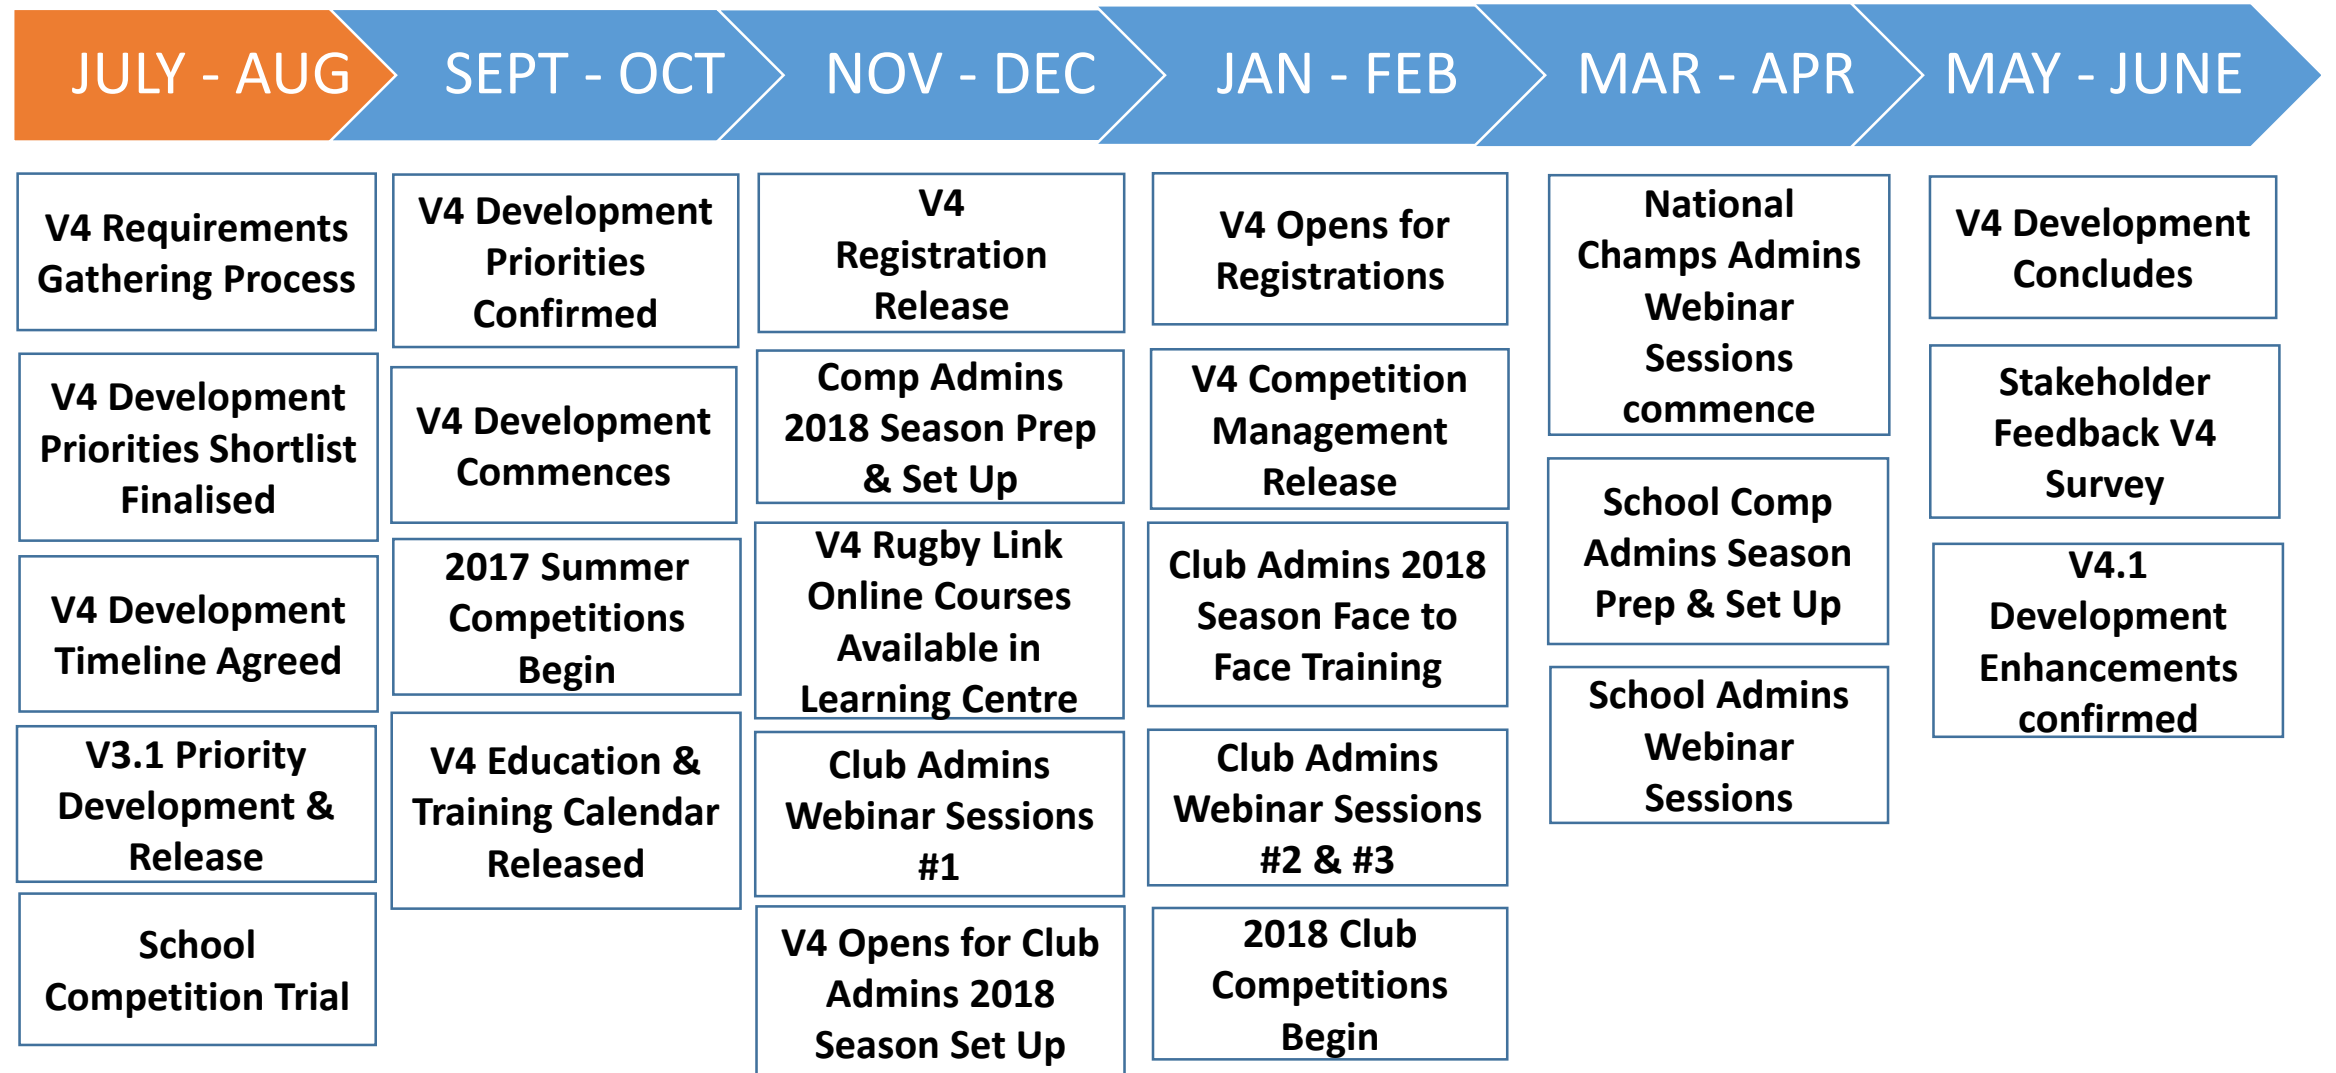 JULY - AUG
SEPT - OCT
NOV - DEC
JAN - FEB
MAR - APR
MAY - JUNE
V4 Requirements
Gathering Process
V4 Development
Priorities Shortlist
Finalised
V4 Development
Timeline Agreed
V3.1 Priority
Development &
Release
School
Competition Trial
V4 Development
Priorities
Confirmed
V4 Development
Commences
2017 Summer
Competitions
Begin
V4 Education &
Training Calendar
Released
V4
Registration
Release
Comp Admins
2018 Season Prep
& Set Up
V4 Rugby Link
Online Courses
Available in
Learning Centre
Club Admins
Webinar Sessions
#1
V4 Opens for Club
Admins 2018
Season Set Up
V4 Opens for
Registrations
V4 Competition
Management
Release
Club Admins 2018
Season Face to
Face Training
Club Admins
Webinar Sessions
#2 & #3
2018 Club
Competitions
Begin
National
Champs Admins
Webinar
Sessions
commence
School Comp
Admins Season
Prep & Set Up
School Admins
Webinar
Sessions
V4 Development
Concludes
Stakeholder
Feedback V4
Survey
V4.1
Development
Enhancements
confirmed